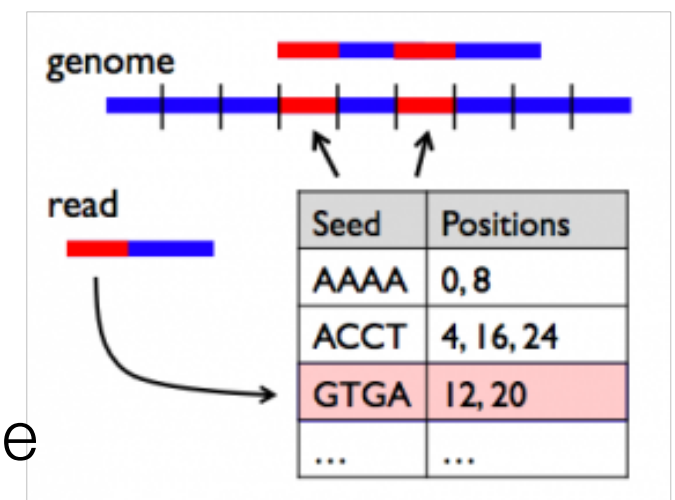 genome
read
Seed Positions
AAAA 0, 8
ACCT 4, 16, 24
GTGA 12, 20
e
... ...